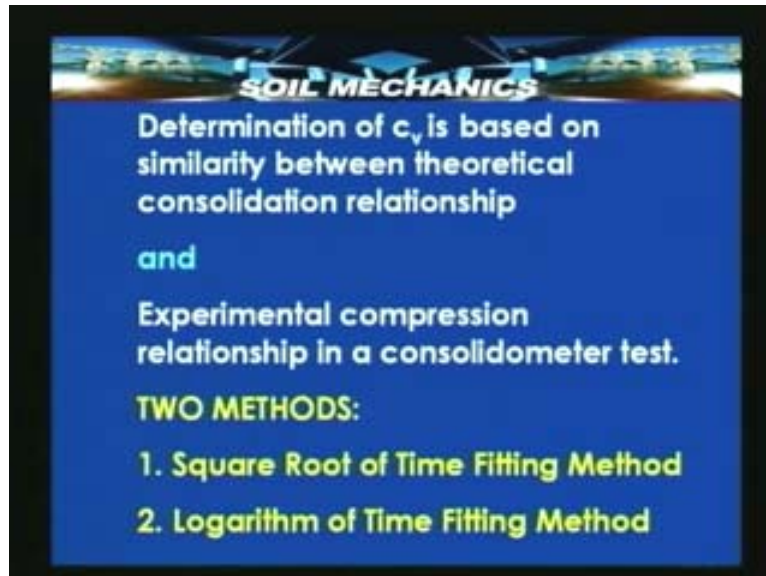 SOIL MECHANICS
Determination of cᵥ is based on
similarity between theoretical
consolidation relationship
and
Experimental compression
relationship in a consolidometer test.
TWO METHODS:
1. Square Root of Time Fitting Method
2. Logarithm of Time Fitting Method